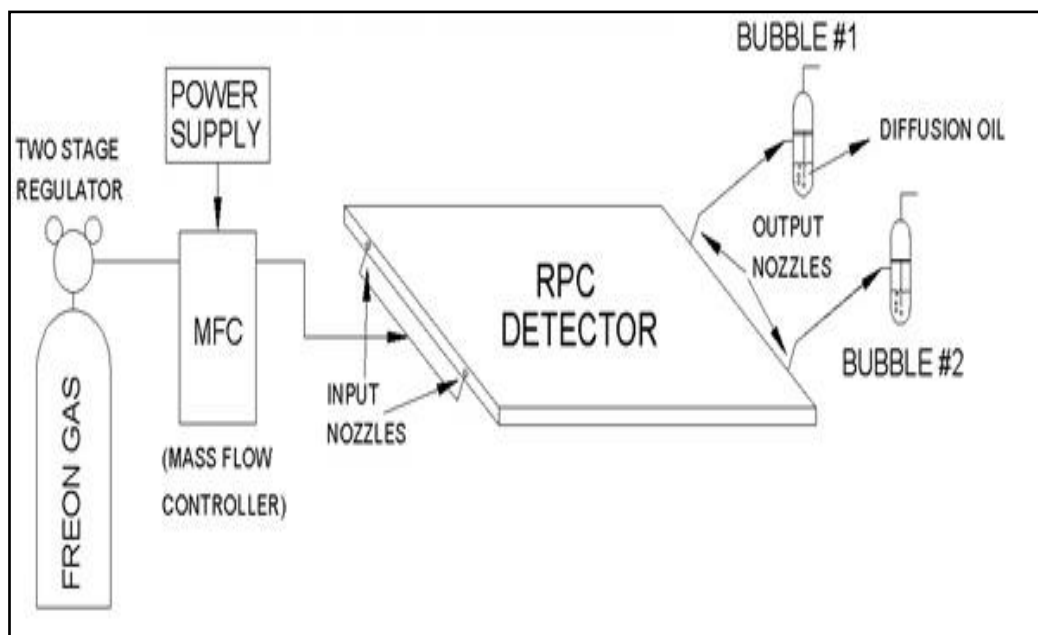 BUBBLE #1
POWER
SUPPLY
DIFFUSION OIL
TWO STAGE
REGULATOR
OUTPUT
NOZZLES
RPC
DETECTOR
MFC
BUBBLE #2
INPUT
NOZZLES
(MASS FLOW
CONTROLLER)
FREON GAS